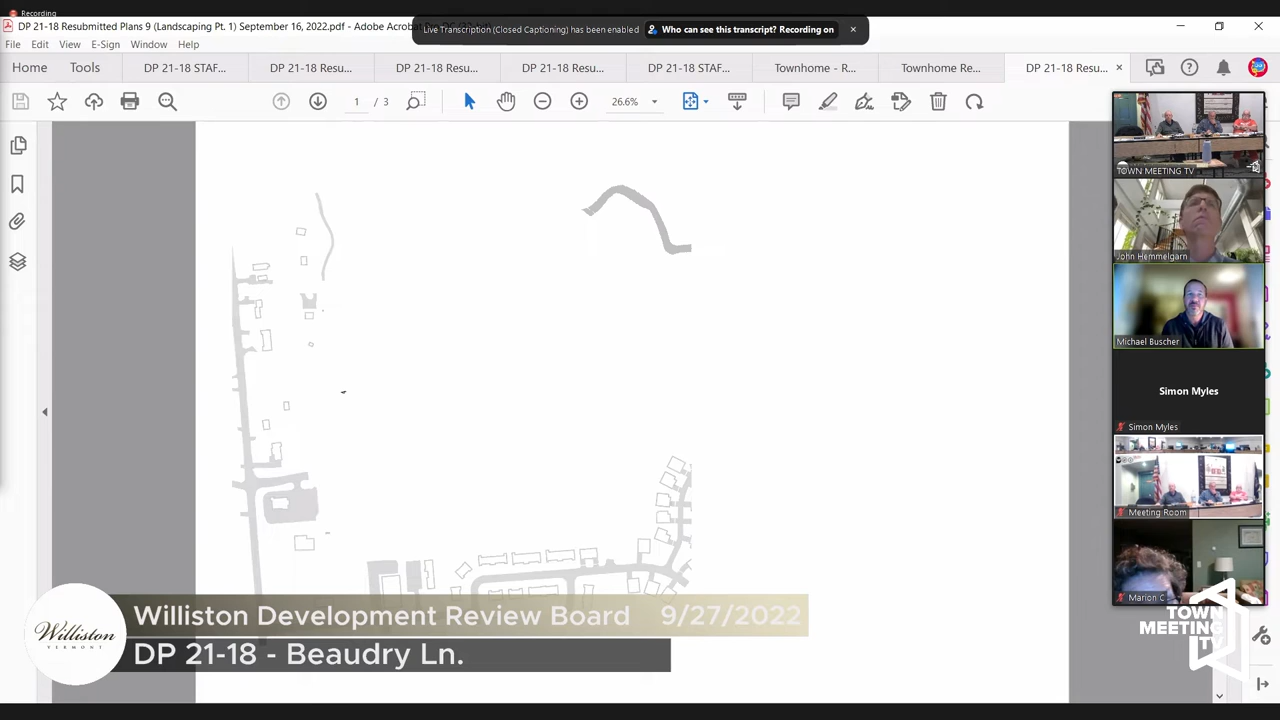 Recording
DP 21-18 Resubmitted Plans 9 (Landscaping Pt. 1) September 16, 2022.pdf - Adobe Acrobat
Live Transcription (Closed Captioning) has been enabled
Who can see this transcript? Recording on
File Edit View E-Sign Window Help
Home Tools DP 21-18 STAF... DP 21-18 Resu... DP 21-18 Resu... DP 21-18 Resu... DP 21-18 STAF... Townhome - R... Townhome Re... DP 21-18 Resu...
1 / 3 26.6%
TOWN MEETING TV
John Hemmelgarn
Michael Buscher
Simon Myles
Simon Myles
Meeting Room
Marion C
Williston Development Review Board 9/27/2022
DP 21-18 - Beaudry Ln.
Williston
VERMONT
TOWN
MEETING
TV